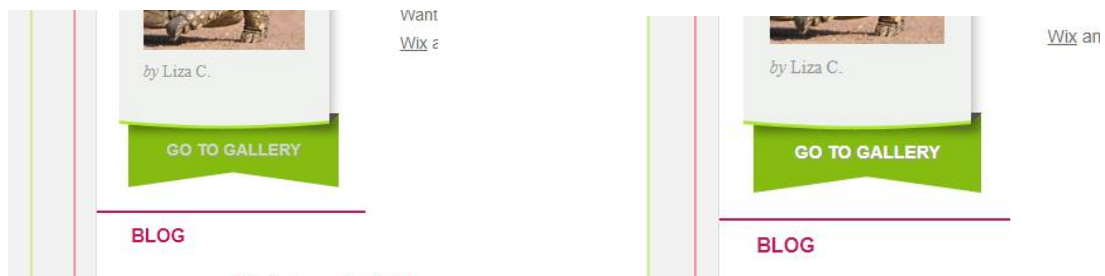 Want
Wix a
by Liza C.
GO TO GALLERY
BLOG
Wix an
by Liza C.
GO TO GALLERY
BLOG